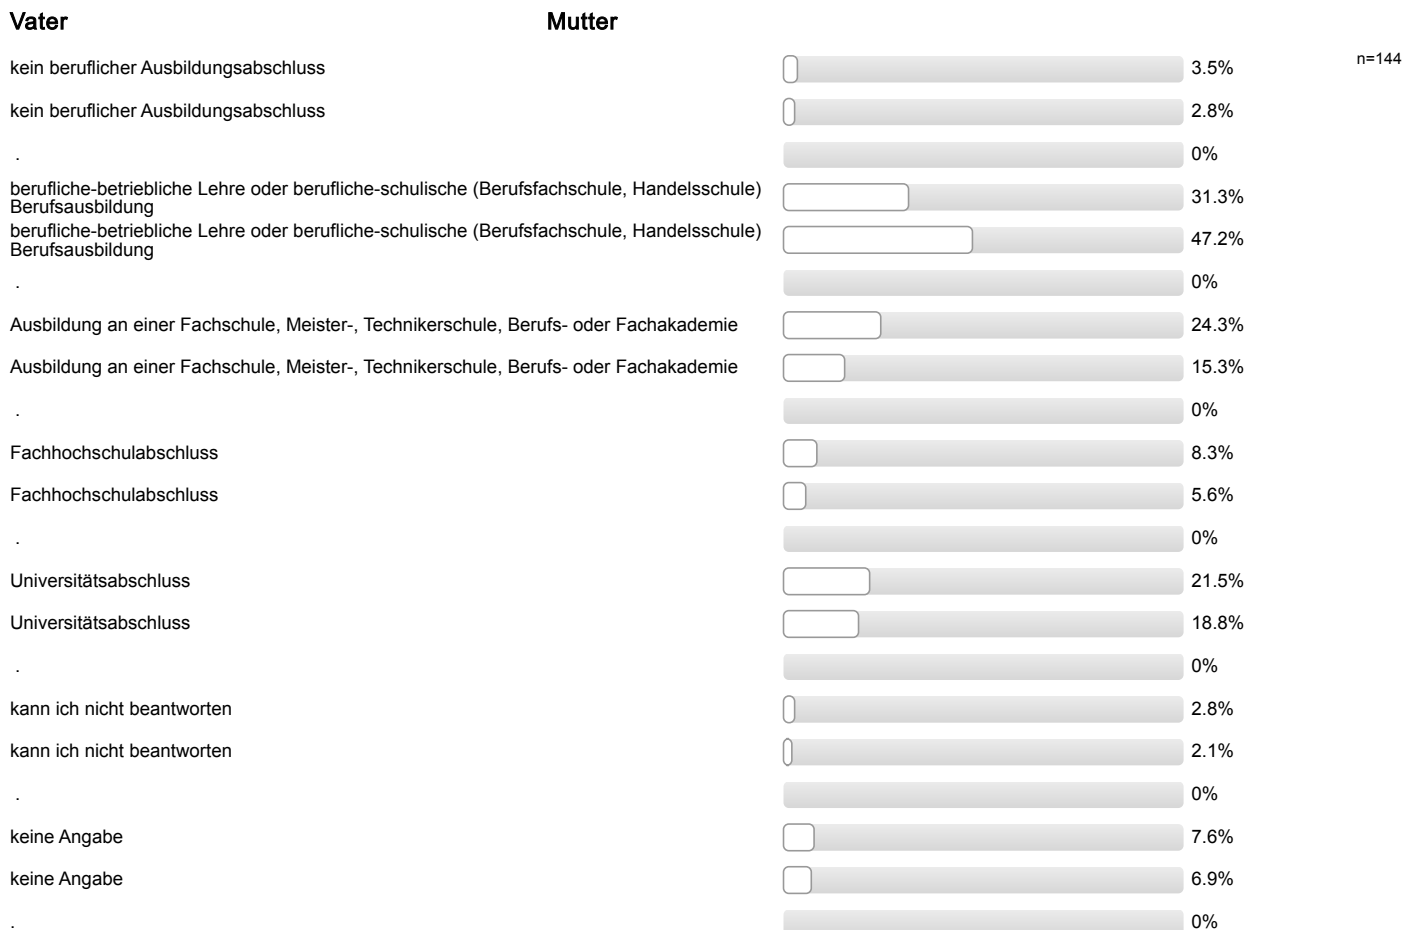 Vater Mutter
n=144
kein beruflicher Ausbildungsabschluss 3.5%
kein beruflicher Ausbildungsabschluss 2.8%
. 0%
berufliche-betriebliche Lehre oder berufliche-schulische (Berufsfachschule, Handelsschule)
Berufsausbildung 31.3%
berufliche-betriebliche Lehre oder berufliche-schulische (Berufsfachschule, Handelsschule)
Berufsausbildung 47.2%
. 0%
Ausbildung an einer Fachschule, Meister-, Technikerschule, Berufs- oder Fachakademie 24.3%
Ausbildung an einer Fachschule, Meister-, Technikerschule, Berufs- oder Fachakademie 15.3%
. 0%
Fachhochschulabschluss 8.3%
Fachhochschulabschluss 5.6%
. 0%
Universitätsabschluss 21.5%
Universitätsabschluss 18.8%
. 0%
kann ich nicht beantworten 2.8%
kann ich nicht beantworten 2.1%
. 0%
keine Angabe 7.6%
keine Angabe 6.9%
. 0%